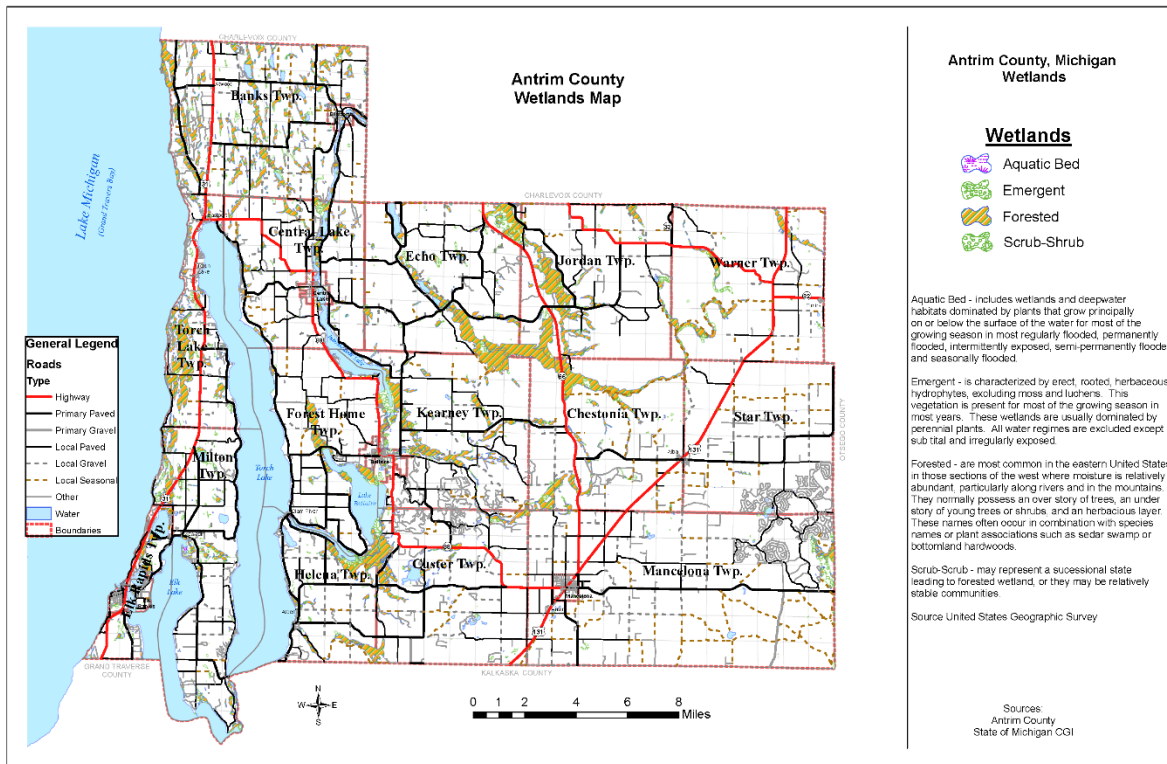 Antrim County
Wetlands Map
CHARLEVOIX COUNTY
Banks Twp.
Lake Michigan
(Grand Travers Bay)
CHARLEVOIX COUNTY
Central Lake
Twp.
Echo Twp.
Jordan Twp.
Warner Twp.
Torch
Lake
Twp.
Forest Home
Twp.
Kearney Twp.
Chestonia Twp.
Star Twp.
OTSEGO COUNTY
Milton
Twp.
Torch
Lake
Lake
Bellaire
Elk Rapids Twp.
Elk
Lake
Helena Twp.
Custer Twp.
Mancelona Twp.
Mancelona
31
88
66
131
31
88
131
GRAND TRAVERSE
COUNTY
KALKASKA COUNTY
General Legend
Roads
Type
Highway
Primary Paved
Primary Gravel
Local Paved
Local Gravel
Local Seasonal
Other
Water
Boundaries
N
W
E
S
0 1 2 4 6 8
Miles
Antrim County, Michigan
Wetlands
Wetlands
Aquatic Bed
Emergent
Forested
Scrub-Shrub
Aquatic Bed - includes wetlands and deepwater
habitats dominated by plants that grow principally
on or below the surface of the water for most of the
growing season in most regularly flooded, permanently
flooded, intermittently exposed, semi-permanently floode
and seasonally flooded.
Emergent - is characterized by erect, rooted, herbaceous
hydrophytes, excluding moss and luchens. This
vegetation is present for most of the growing season in
most years. These wetlands are usually dominated by
perennial plants. All water regimes are excluded except
sub tital and irregularly exposed.
Forested - are most common in the eastern United States
in those sections of the west where moisture is relatively
abundant, particularly along rivers and in the mountains.
They normally possess an over story of trees, an under
story of young trees or shrubs, and an herbacious layer.
These names often occur in combination with species
names or plant associations such as sedar swamp or
bottomland hardwoods.
Scrub-Scrub - may represent a sucessional state
leading to forested wetland, or they may be relatively
stable communities.
Source United States Geographic Survey
Sources:
Antrim County
State of Michigan CGI